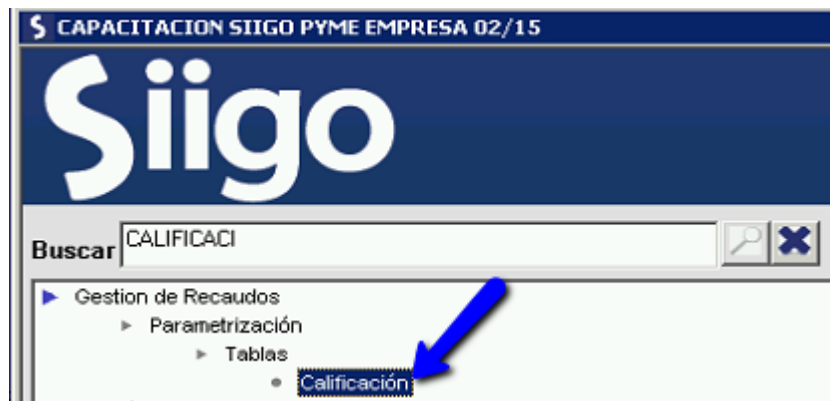 CAPACITACION SIIGO PYME EMPRESA 02/15
Siigo
Buscar CALIFICACI
Gestion de Recaudos
Parametrización
Tablas
Calificación